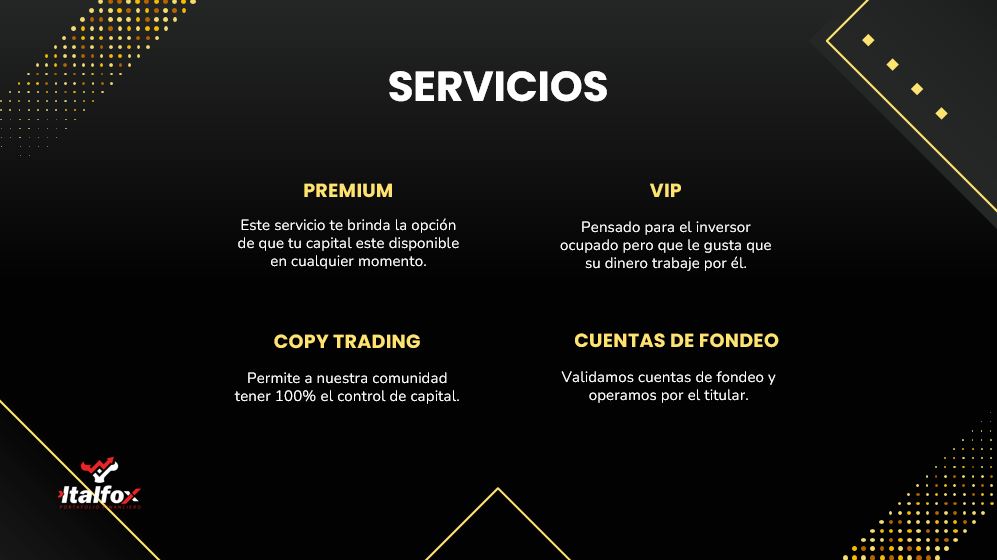 SERVICIOS
PREMIUM
Este servicio te brinda la opción
de que tu capital este disponible
en cualquier momento.
VIP
Pensado para el inversor
ocupado pero que le gusta que
su dinero trabaje por él.
COPY TRADING
Permite a nuestra comunidad
tener 100% el control de capital.
CUENTAS DE FONDEO
Validamos cuentas de fondeo y
operamos por el titular.
Italfox
PORTAFOLIO FINANCIERO